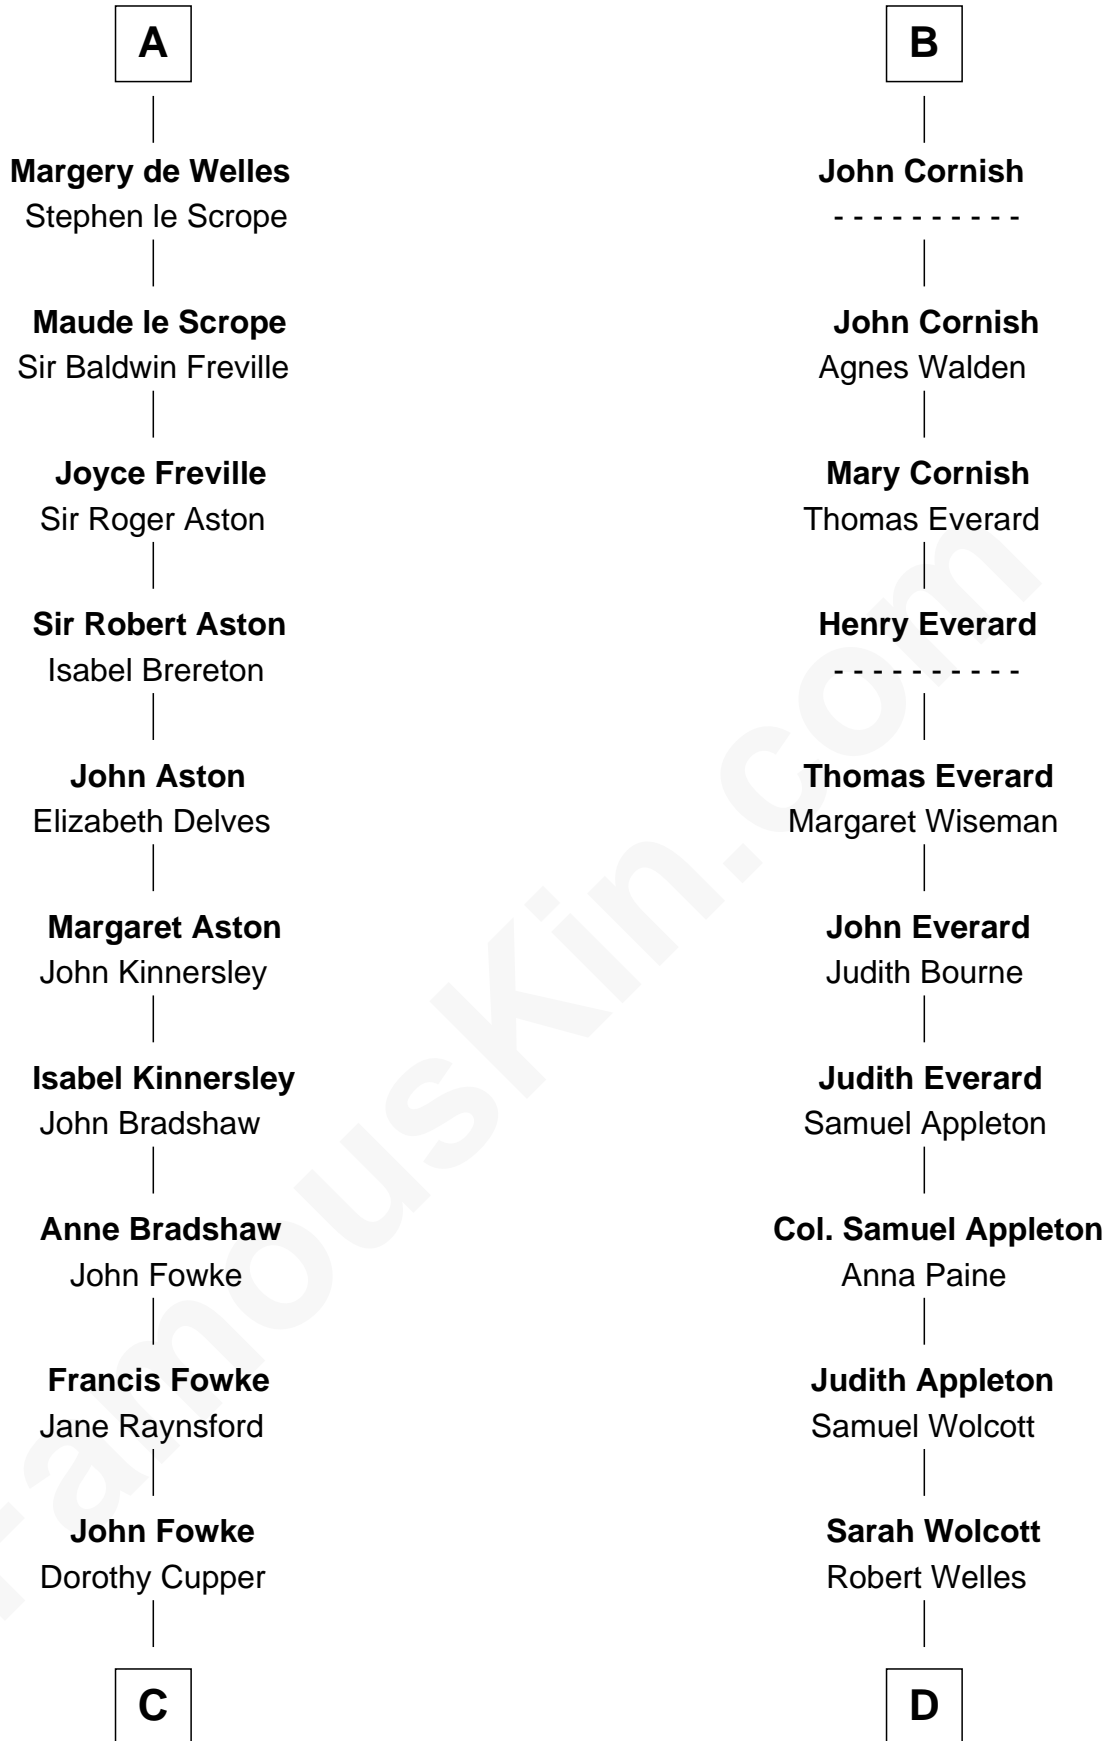 A
Margery de Welles
Stephen le Scrope
Maude le Scrope
Sir Baldwin Freville
Joyce Freville
Sir Roger Aston
Sir Robert Aston
Isabel Brereton
John Aston
Elizabeth Delves
Margaret Aston
John Kinnersley
Isabel Kinnersley
John Bradshaw
Anne Bradshaw
John Fowke
Francis Fowke
Jane Raynsford
John Fowke
Dorothy Cupper
C
B
John Cornish
- - - - - - - - - -
John Cornish
Agnes Walden
Mary Cornish
Thomas Everard
Henry Everard
- - - - - - - - - -
Thomas Everard
Margaret Wiseman
John Everard
Judith Bourne
Judith Everard
Samuel Appleton
Col. Samuel Appleton
Anna Paine
Judith Appleton
Samuel Wolcott
Sarah Wolcott
Robert Welles
D
FamousKin.com